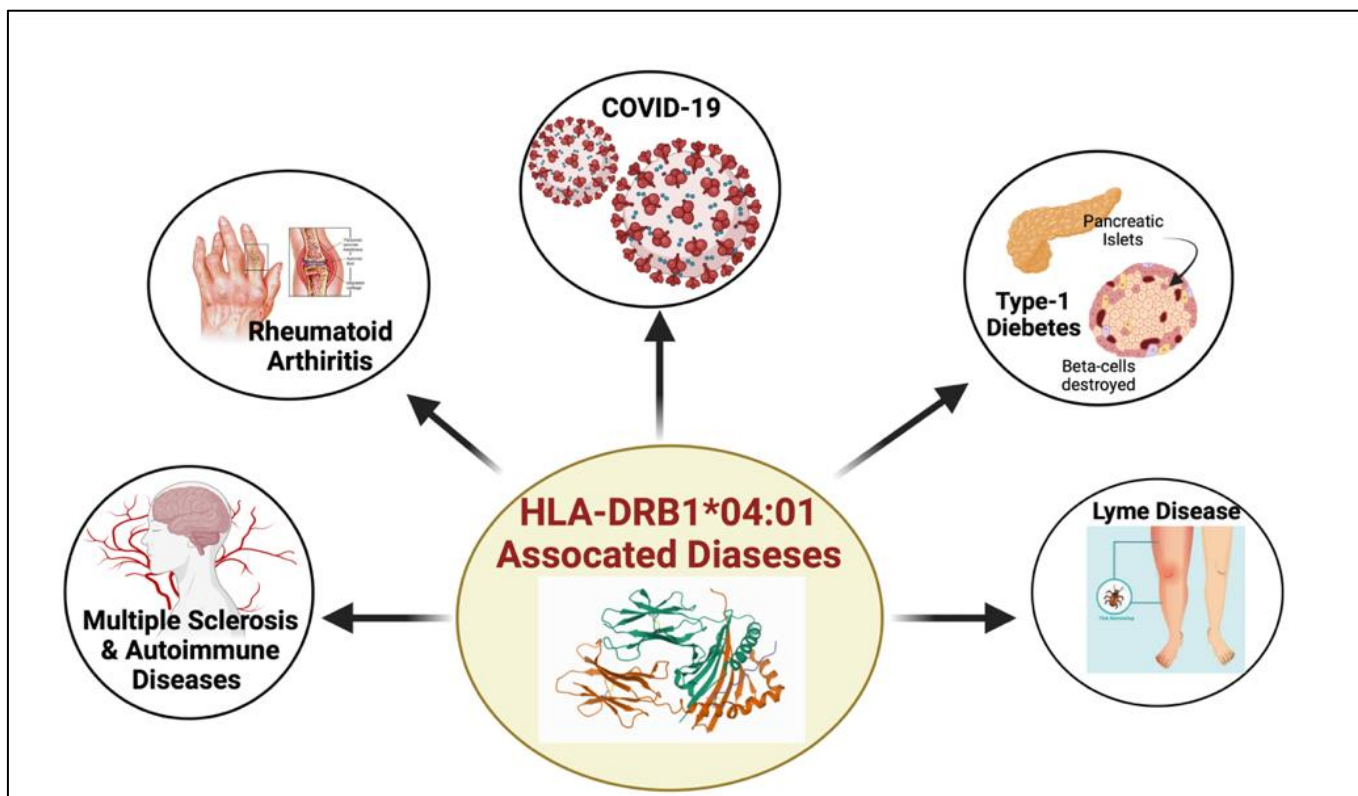 COVID-19
Pancreatic
Islets
Type-1
Diebetes
Beta-cells
destroyed
Rheumatoid
Arthiritis
HLA-DRB1*04:01
Assocated Diaseses
Lyme Disease
Multiple Sclerosis
& Autoimmune
Diseases